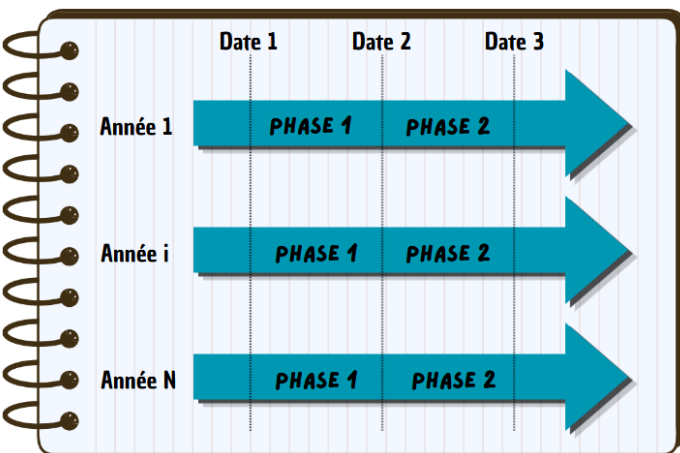 Date 1 Date 2 Date 3
Année 1 PHASE 1 PHASE 2
Année i PHASE 1 PHASE 2
Année N PHASE 1 PHASE 2